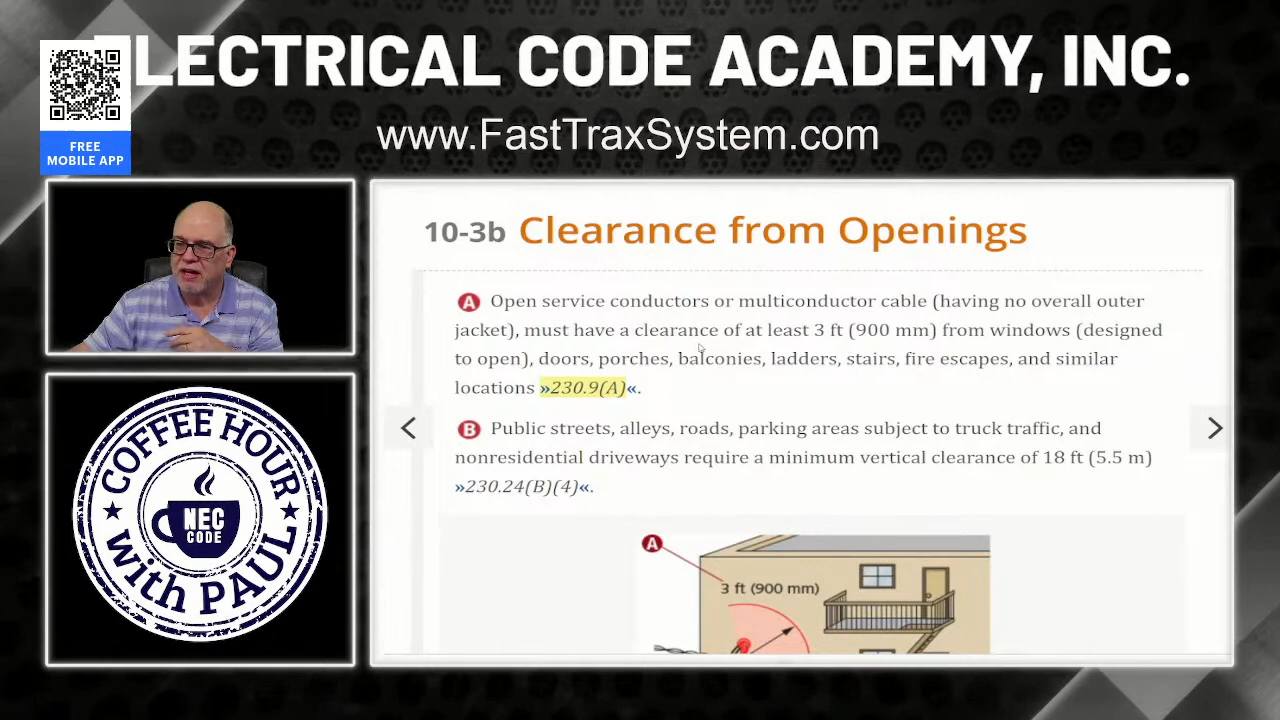 ELECTRICAL CODE ACADEMY, INC.
www.FastTraxSystem.com
FREE
MOBILE APP
10-3b Clearance from Openings
A Open service conductors or multiconductor cable (having no overall outer
jacket), must have a clearance of at least 3 ft (900 mm) from windows (designed
to open), doors, porches, balconies, ladders, stairs, fire escapes, and similar
locations »230.9(A)«.
B Public streets, alleys, roads, parking areas subject to truck traffic, and
nonresidential driveways require a minimum vertical clearance of 18 ft (5.5 m)
»230.24(B)(4)«.
A
3 ft (900 mm)
COFFEE HOUR
NEC
CODE
with PAUL